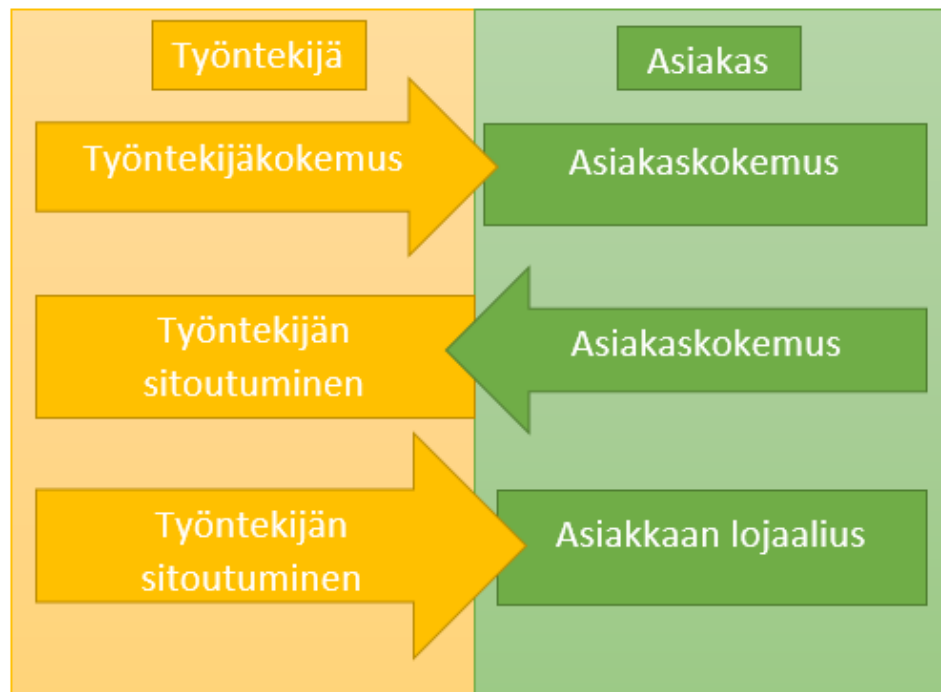 Työntekijä
Asiakas
Työntekijäkokemus
Asiakaskokemus
Työntekijän
sitoutuminen
Asiakaskokemus
Työntekijän
sitoutuminen
Asiakkaan lojaalius